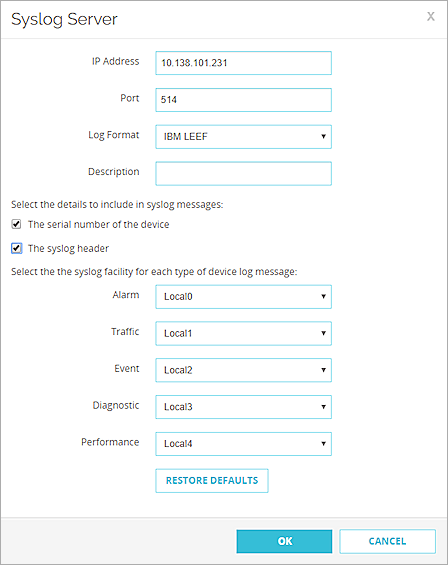 Syslog Server X
IP Address 10.138.101.231
Port 514
Log Format IBM LEEF
Description
Select the details to include in syslog messages:
The serial number of the device
The syslog header
Select the the syslog facility for each type of device log message:
Alarm Local0
Traffic Local1
Event Local2
Diagnostic Local3
Performance Local4
RESTORE DEFAULTS
OK CANCEL